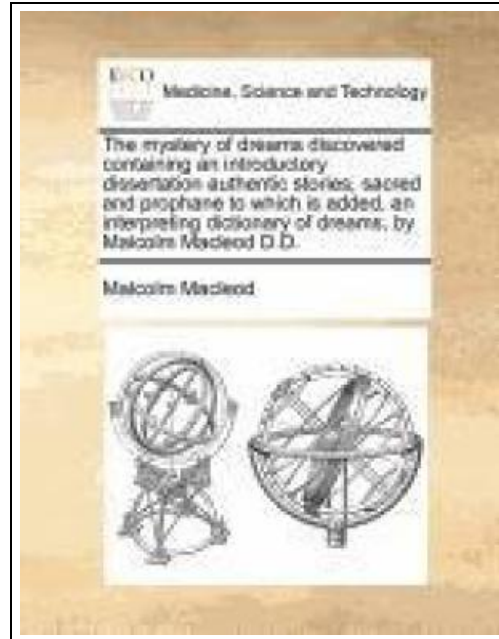 ECCO
Medicine, Science and Technology
The mystery of dreams discovered
containing an introductory
dissertation authentic stories; sacred
and prophane to which is added, an
interpreting dictionary of dreams, by
Malcolm Macleod D.D.
Malcolm Macleod